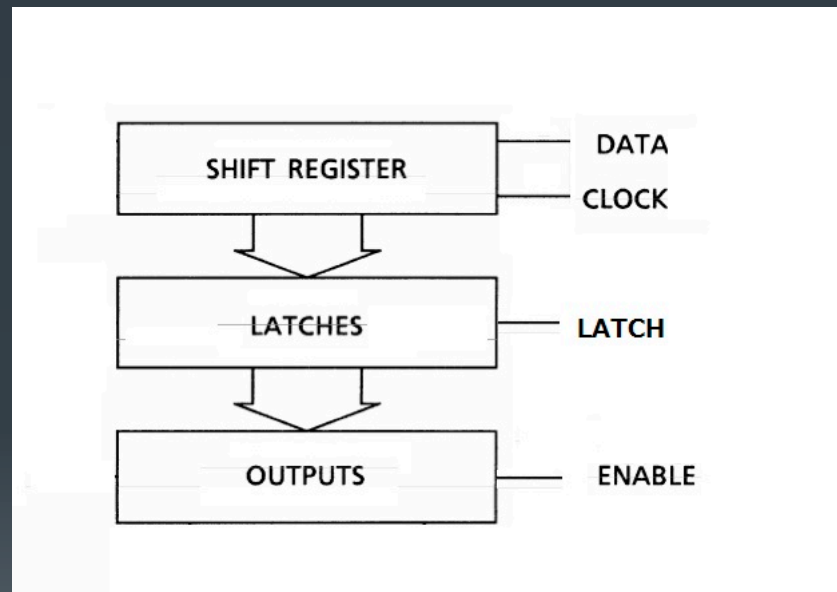 SHIFT REGISTER
DATA
CLOCK
LATCHES
LATCH
OUTPUTS
ENABLE